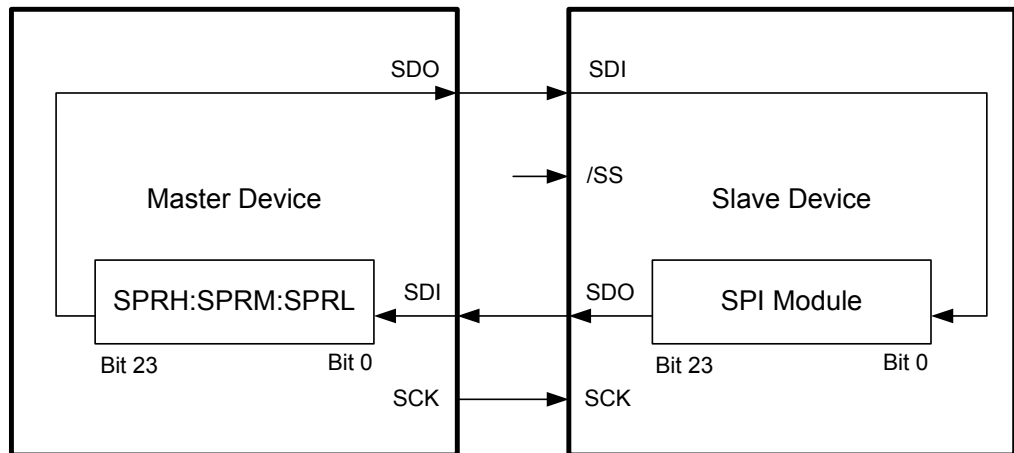 SDO SDI
/SS
Master Device Slave Device
SPRH:SPRM:SPRL SDI SDO SPI Module
Bit 23 Bit 0 Bit 23 Bit 0
SCK SCK